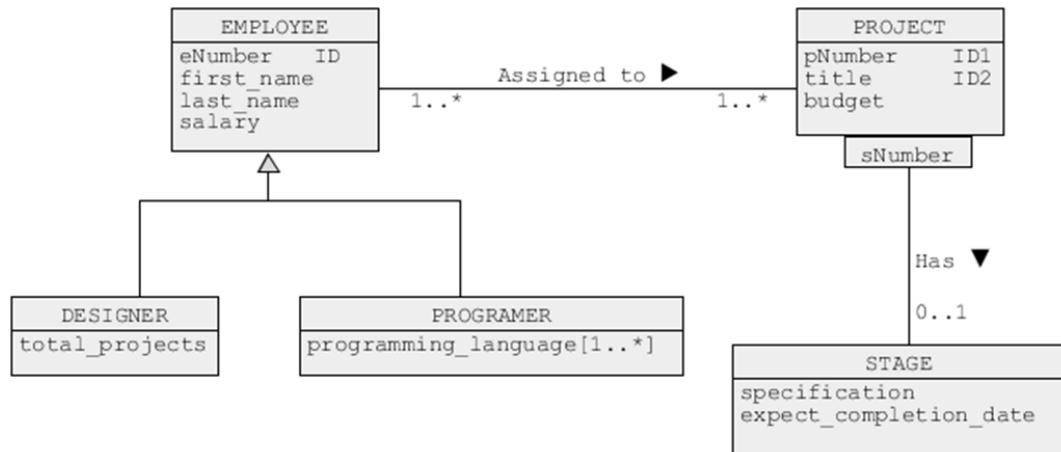 EMPLOYEE
eNumber ID
first_name
last_name
salary
Assigned to ▶
1..* 1..*
PROJECT
pNumber ID1
title ID2
budget
sNumber
Has ▼
0..1
DESIGNER
total_projects
PROGRAMER
programming_language[1..*]
STAGE
specification
expect_completion_date